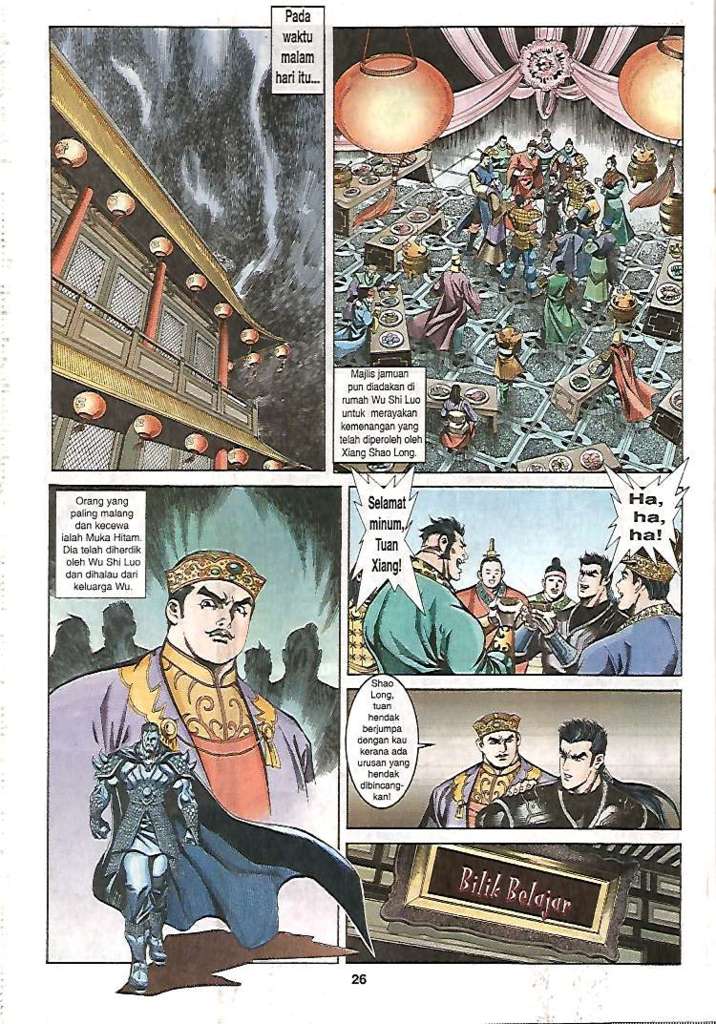 Pada
waktu
malam
hari itu...
Majlis jamuan
pun diadakan di
rumah Wu Shi Luo
untuk merayakan
kemenangan yang
telah diperoleh oleh
Xiang Shao Long.
Orang yang
paling malang
dan kecewa
ialah Muka Hitam.
Dia telah diherdik
oleh Wu Shi Luo
dan dihalau dari
keluarga Wu.
Selamat
minum,
Tuan
Xiang!
Ha,
ha,
ha!
Shao
Long,
tuan
hendak
berjumpa
dengan kau
kerana ada
urusan yang
hendak
dibincang-
kan!
Bilik Belajar
26